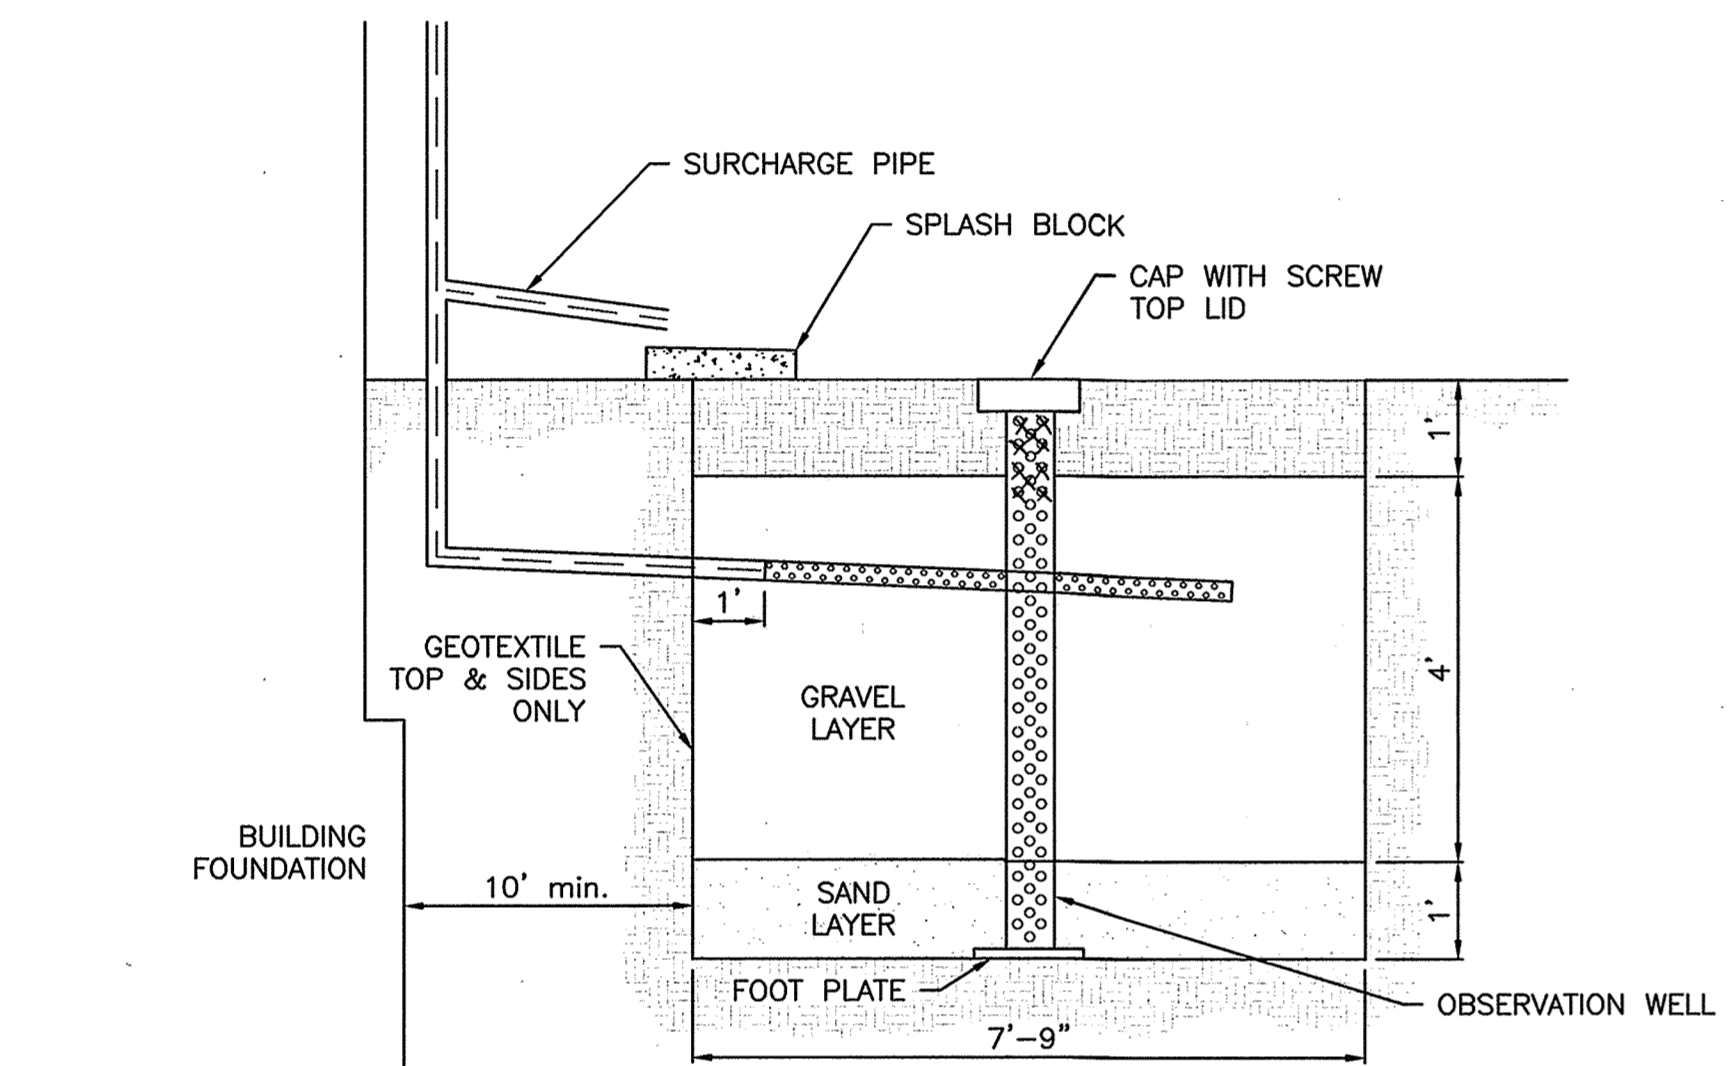 SURCHARGE PIPE
SPLASH BLOCK
CAP WITH SCREW
TOP LID
1'
1'
GEOTEXTILE
TOP & SIDES
ONLY
GRAVEL
LAYER
4'
BUILDING
FOUNDATION
10' min.
SAND
LAYER
1'
FOOT PLATE
OBSERVATION WELL
7'-9"